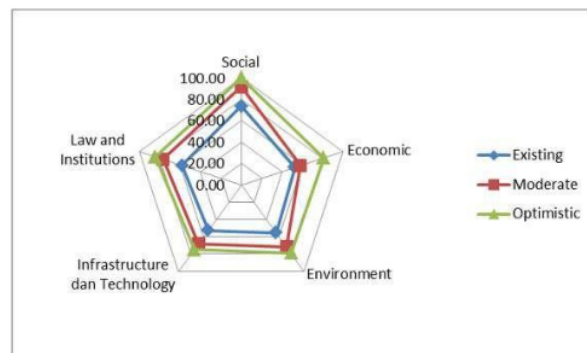 Social
100.00
80.00
60.00
40.00
20.00
0.00
Law and
Institutions
Economic
Infrastructure
dan Technology
Environment
Existing
Moderate
Optimistic